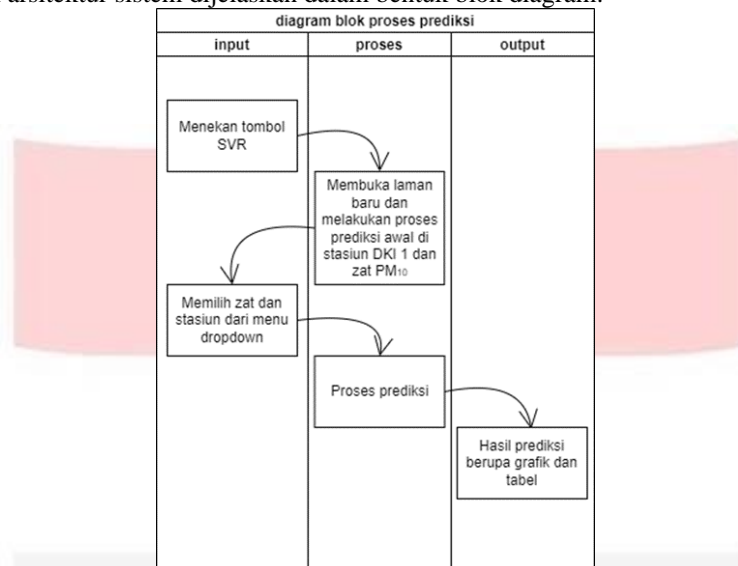 arsitektur sistem dijelaskan dalam bentuk blok diagram.
diagram blok proses prediksi
input
proses
output
Menekan tombol
SVR
Membuka laman
baru dan
melakukan proses
prediksi awal di
stasiun DKI 1 dan
zat PM₁₀
Memilih zat dan
stasiun dari menu
dropdown
Proses prediksi
Hasil prediksi
berupa grafik dan
tabel